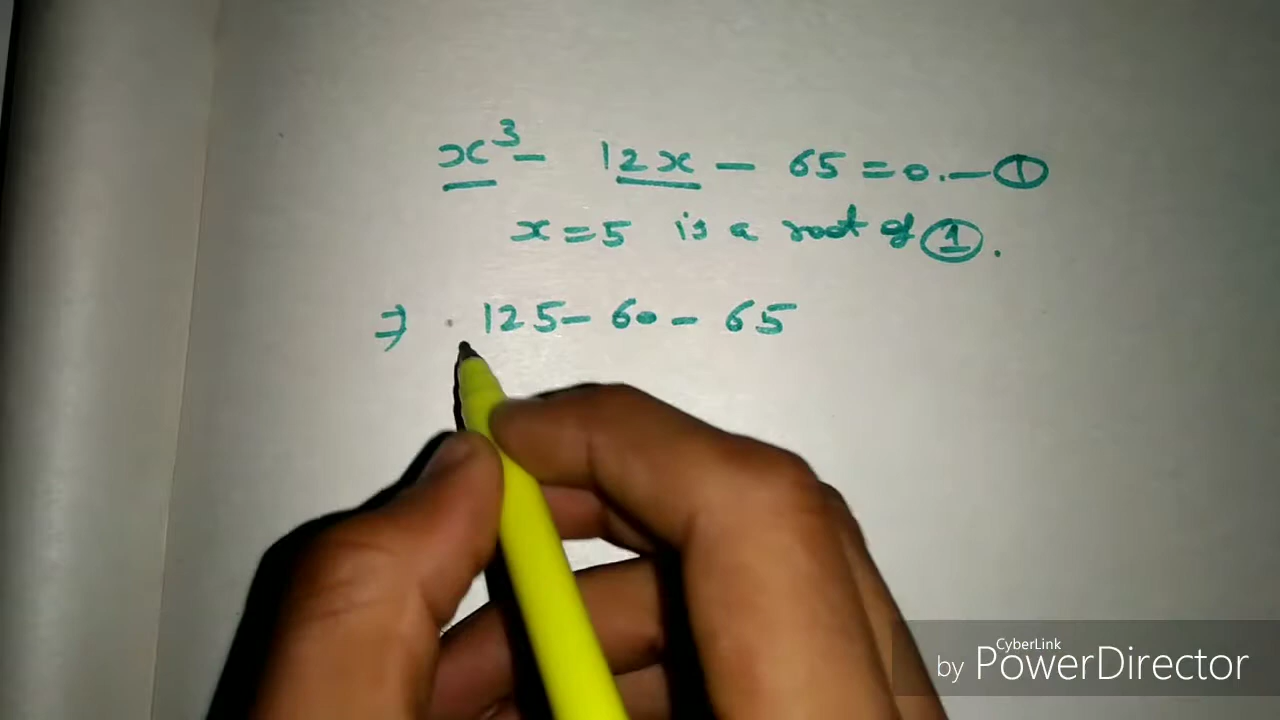 x³ - 12x - 65 = 0. — ①
x = 5 is a root of ①.
⇒ 125 - 60 - 65
CyberLink
by PowerDirector